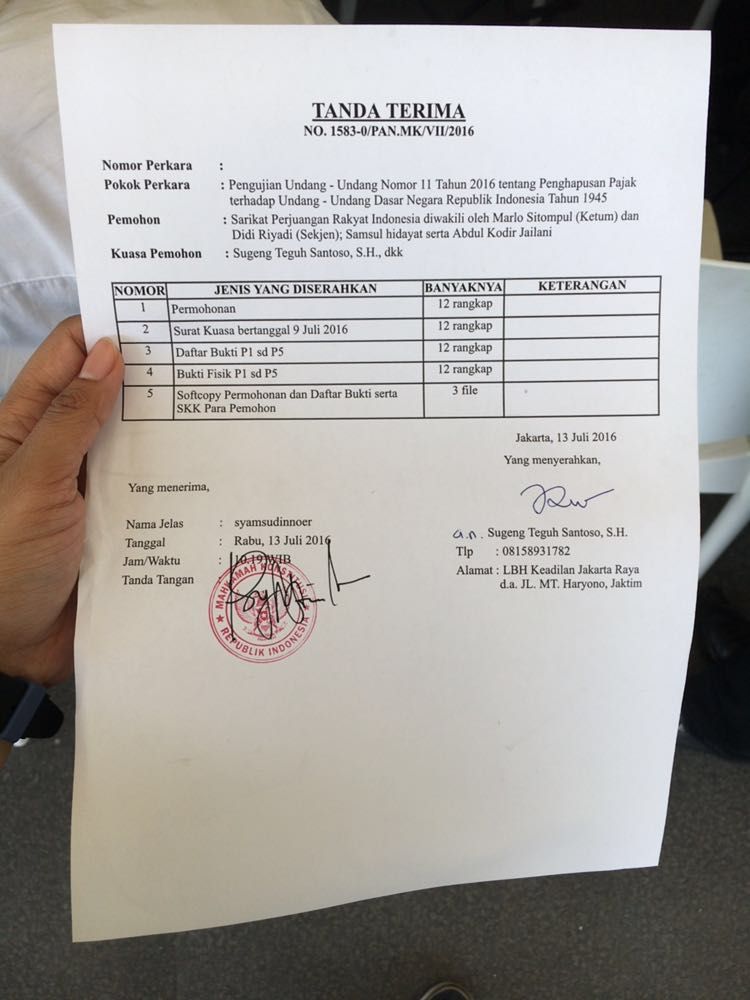 TANDA TERIMA
NO. 1583-0/PAN.MK/VII/2016
Nomor Perkara :
Pokok Perkara : Pengujian Undang - Undang Nomor 11 Tahun 2016 tentang Penghapusan Pajak
terhadap Undang - Undang Dasar Negara Republik Indonesia Tahun 1945
Pemohon : Sarikat Perjuangan Rakyat Indonesia diwakili oleh Marlo Sitompul (Ketum) dan
Didi Riyadi (Sekjen); Samsul hidayat serta Abdul Kodir Jailani
Kuasa Pemohon : Sugeng Teguh Santoso, S.H., dkk
NOMOR JENIS YANG DISERAHKAN BANYAKNYA KETERANGAN
1 Permohonan 12 rangkap
2 Surat Kuasa bertanggal 9 Juli 2016 12 rangkap
3 Daftar Bukti P1 sd P5 12 rangkap
4 Bukti Fisik P1 sd P5 12 rangkap
5 Softcopy Permohonan dan Daftar Bukti serta 3 file
SKK Para Pemohon
Jakarta, 13 Juli 2016
Yang menyerahkan,
a.n. Sugeng Teguh Santoso, S.H.
Tlp : 08158931782
Alamat : LBH Keadilan Jakarta Raya
d.a. JL. MT. Haryono, Jaktim
Yang menerima,
Nama Jelas : syamsudinnoer
Tanggal : Rabu, 13 Juli 2016
Jam/Waktu : 10.19 WIB
Tanda Tangan :
MAHKAMAH KONSTITUSI
REPUBLIK INDONESIA